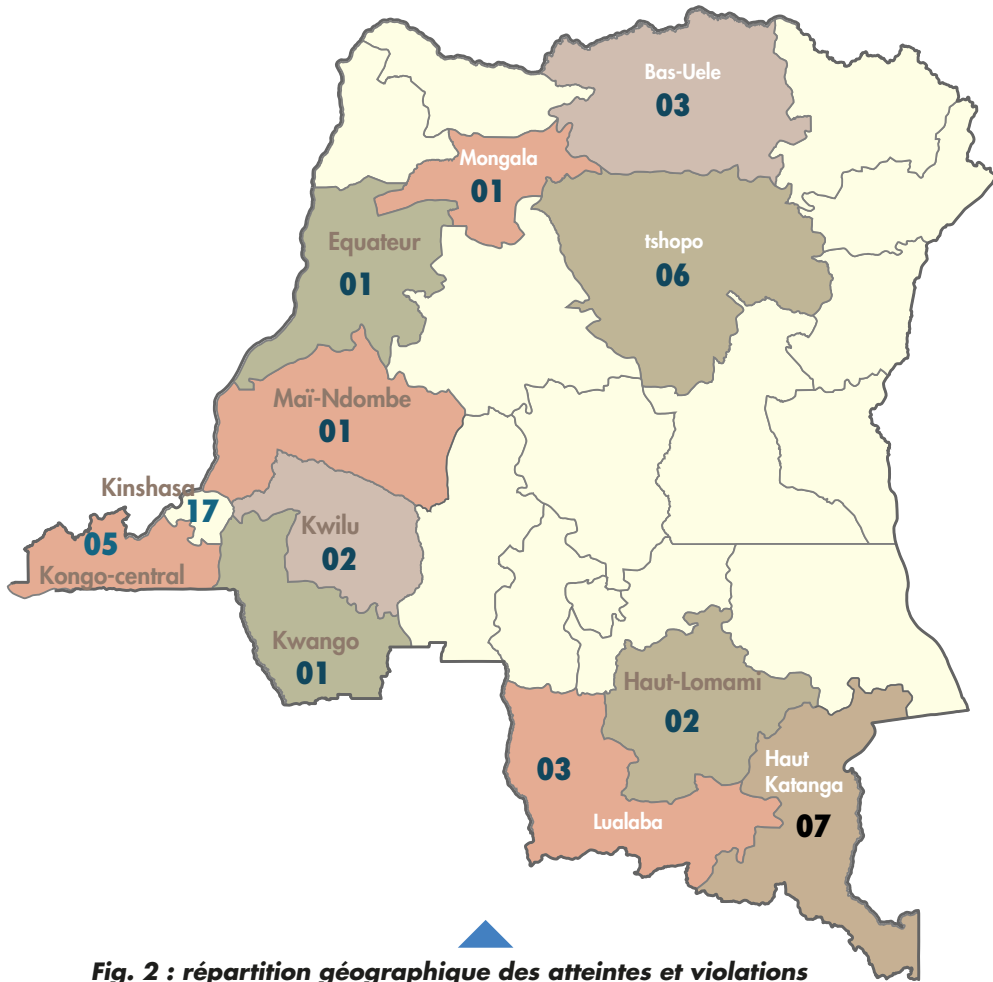 Bas-Uele
03
Mongala
01
Equateur
01
tshopo
06
Maï-Ndombe
01
Kinshasa
17
05
Kongo-central
Kwilu
02
Kwango
01
Haut-Lomami
02
03
Lualaba
Haut
Katanga
07
Fig. 2 : répartition géographique des atteintes et violations